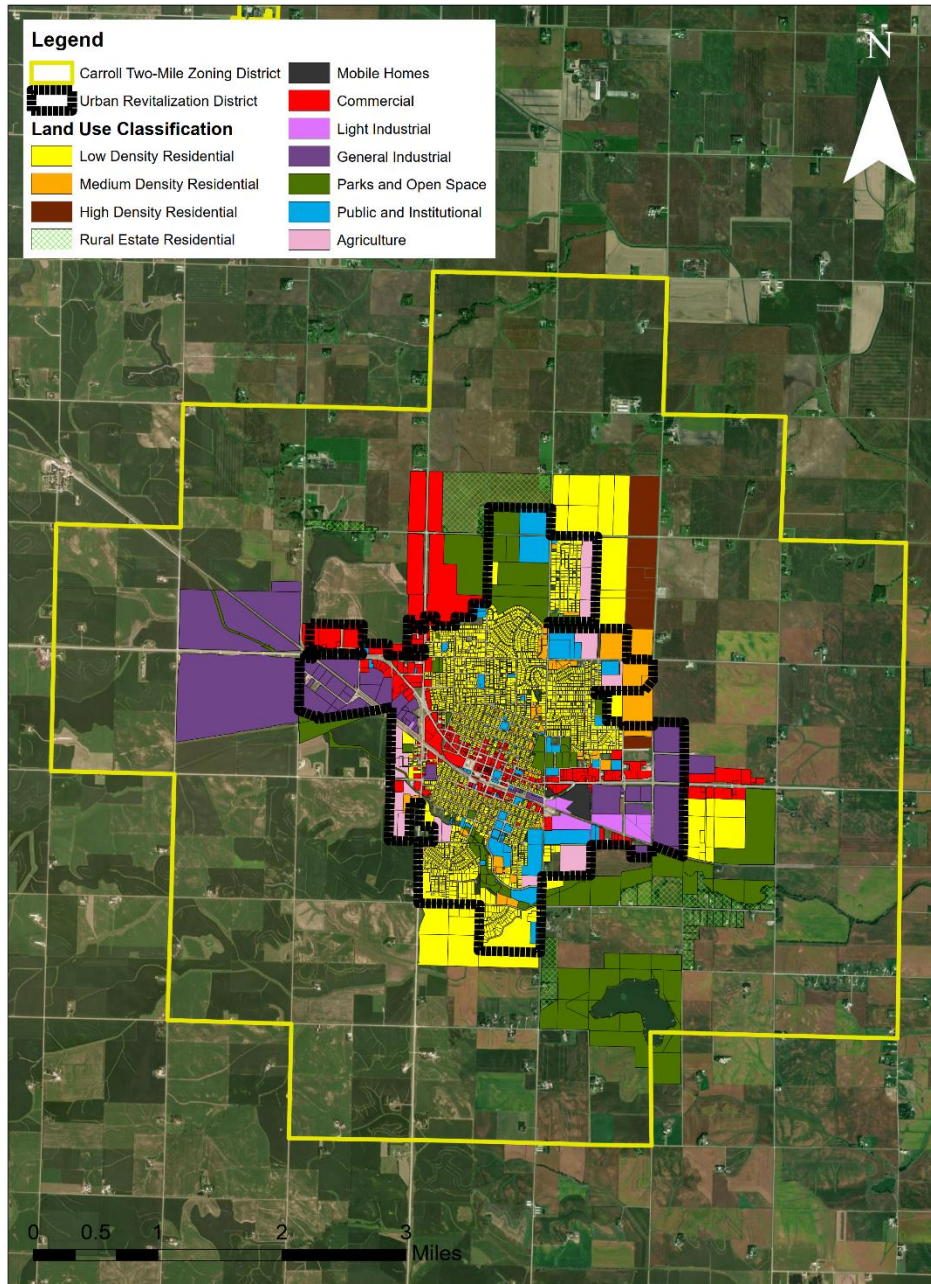 Legend
Carroll Two-Mile Zoning District
Urban Revitalization District
Land Use Classification
Low Density Residential
Medium Density Residential
High Density Residential
Rural Estate Residential
Mobile Homes
Commercial
Light Industrial
General Industrial
Parks and Open Space
Public and Institutional
Agriculture
N
0 0.5 1 2 3
Miles